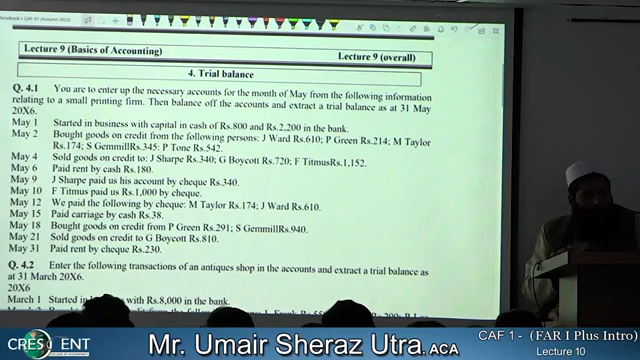 Notebook > CAF-01 (Autumn 2022)
Lecture 9 (Basics of Accounting)
Lecture 9 (overall)
4. Trial balance
Q. 4.1 You are to enter up the necessary accounts for the month of May from the following information
relating to a small printing firm. Then balance off the accounts and extract a trial balance as at 31 May
20X6.
May 1 Started in business with capital in cash of Rs.800 and Rs.2,200 in the bank.
May 2 Bought goods on credit from the following persons: J Ward Rs.610; P Green Rs.214; M Taylor
Rs.174; S GemmillRs.345: P Tone Rs.542.
May 4 Sold goods on credit to: J Sharpe Rs.340; G Boycott Rs.720; F TitmusRs.1,152.
May 6 Paid rent by cash Rs.180.
May 9 J Sharpe paid us his account by cheque Rs.340.
May 10 F Titmus paid us Rs.1,000 by cheque.
May 12 We paid the following by cheque: M Taylor Rs.174; J Ward Rs.610.
May 15 Paid carriage by cash Rs.38.
May 18 Bought goods on credit from P Green Rs.291; S GemmillRs.940.
May 21 Sold goods on credit to G Boycott Rs.810.
May 31 Paid rent by cheque Rs.230.
Q. 4.2 Enter the following transactions of an antiques shop in the accounts and extract a trial balance as
at 31 March 20X6.
20X6
March 1 Started in with Rs.8,000 in the bank.
CRESCENT
COLLEGE OF ACCOUNTANCY
Mr. Umair Sheraz Utra. ACA
CAF 1 - (FAR I Plus Intro)
Lecture 10